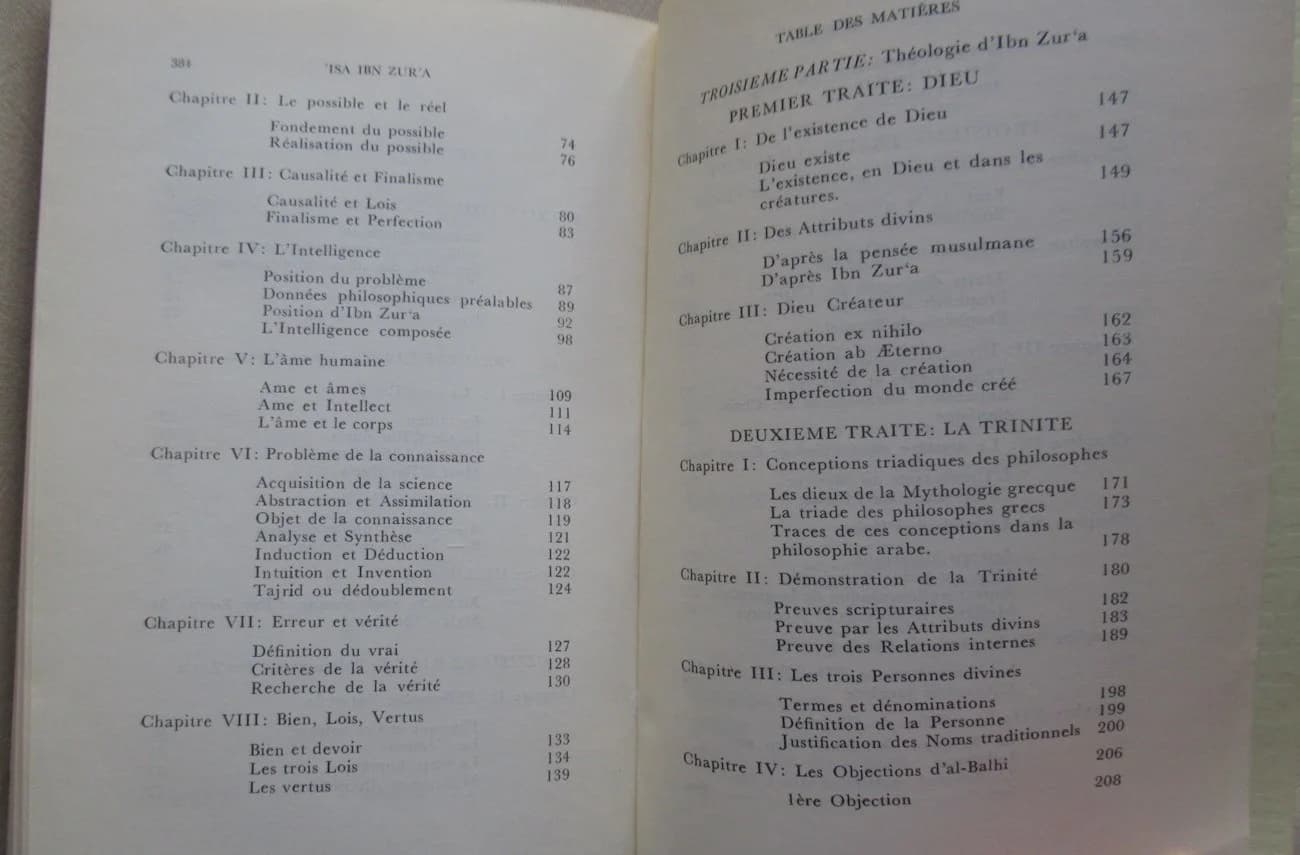 384
'ISA IBN ZUR'A
Chapitre II: Le possible et le réel
Fondement du possible 74
Réalisation du possible 76
Chapitre III: Causalité et Finalisme
Causalité et Lois 80
Finalisme et Perfection 83
Chapitre IV: L'Intelligence
Position du problème 87
Données philosophiques préalables 89
Position d'Ibn Zur‘a 92
L'Intelligence composée 98
Chapitre V: L'âme humaine
Ame et âmes 109
Ame et Intellect 111
L'âme et le corps 114
Chapitre VI: Problème de la connaissance
Acquisition de la science 117
Abstraction et Assimilation 118
Objet de la connaissance 119
Analyse et Synthèse 121
Induction et Déduction 122
Intuition et Invention 122
Tajrid ou dédoublement 124
Chapitre VII: Erreur et vérité
Définition du vrai 127
Critères de la vérité 128
Recherche de la vérité 130
Chapitre VIII: Bien, Lois, Vertus
Bien et devoir 133
Les trois Lois 134
Les vertus 139
TABLE DES MATIÈRES
TROISIEME PARTIE: Théologie d'Ibn Zur‘a
PREMIER TRAITE: DIEU
Chapitre I: De l'existence de Dieu 147
Dieu existe 147
L'existence, en Dieu et dans les
créatures. 149
Chapitre II: Des Attributs divins
D'après la pensée musulmane 156
D'après Ibn Zur‘a 159
Chapitre III: Dieu Créateur
Création ex nihilo 162
Création ab Æterno 163
Nécessité de la création 164
Imperfection du monde créé 167
DEUXIEME TRAITE: LA TRINITE
Chapitre I: Conceptions triadiques des philosophes
Les dieux de la Mythologie grecque 171
La triade des philosophes grecs 173
Traces de ces conceptions dans la
philosophie arabe. 178
Chapitre II: Démonstration de la Trinité 180
Preuves scripturaires 182
Preuve par les Attributs divins 183
Preuve des Relations internes 189
Chapitre III: Les trois Personnes divines
Termes et dénominations 198
Définition de la Personne 199
Justification des Noms traditionnels 200
Chapitre IV: Les Objections d'al-Balhi 206
1ère Objection 208